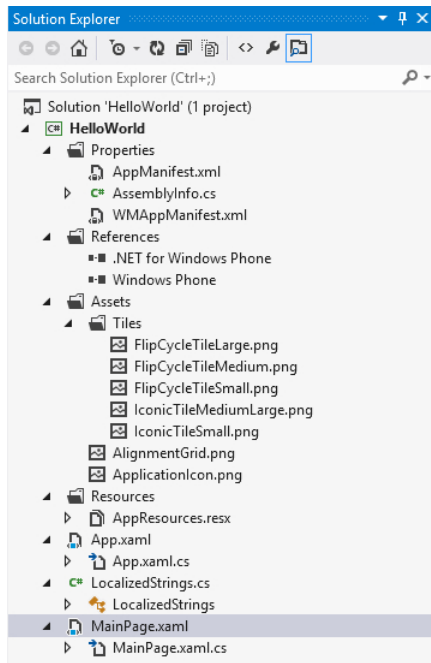 Solution Explorer
Search Solution Explorer (Ctrl+;)
Solution 'HelloWorld' (1 project)
C# HelloWorld
Properties
AppManifest.xml
C# AssemblyInfo.cs
WMAppManifest.xml
References
.NET for Windows Phone
Windows Phone
Assets
Tiles
FlipCycleTileLarge.png
FlipCycleTileMedium.png
FlipCycleTileSmall.png
IconicTileMediumLarge.png
IconicTileSmall.png
AlignmentGrid.png
ApplicationIcon.png
Resources
AppResources.resx
App.xaml
App.xaml.cs
C# LocalizedStrings.cs
LocalizedStrings
MainPage.xaml
MainPage.xaml.cs